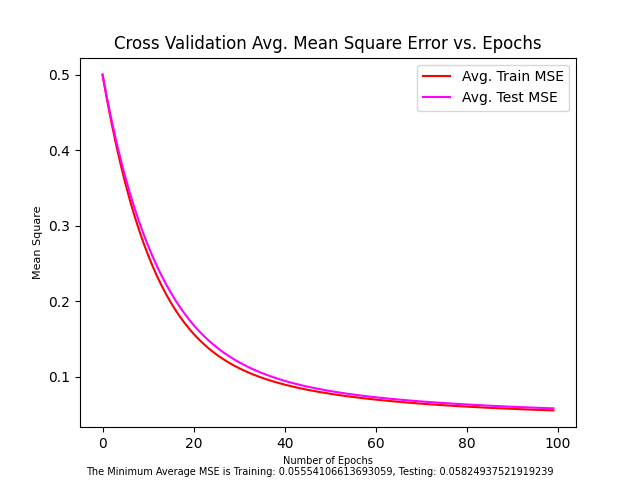 Cross Validation Avg. Mean Square Error vs. Epochs
Avg. Train MSE
Avg. Test MSE
Mean Square
0.5
0.4
0.3
0.2
0.1
0 20 40 60 80 100
Number of Epochs
The Minimum Average MSE is Training: 0.05554106613693059, Testing: 0.05824937521919239